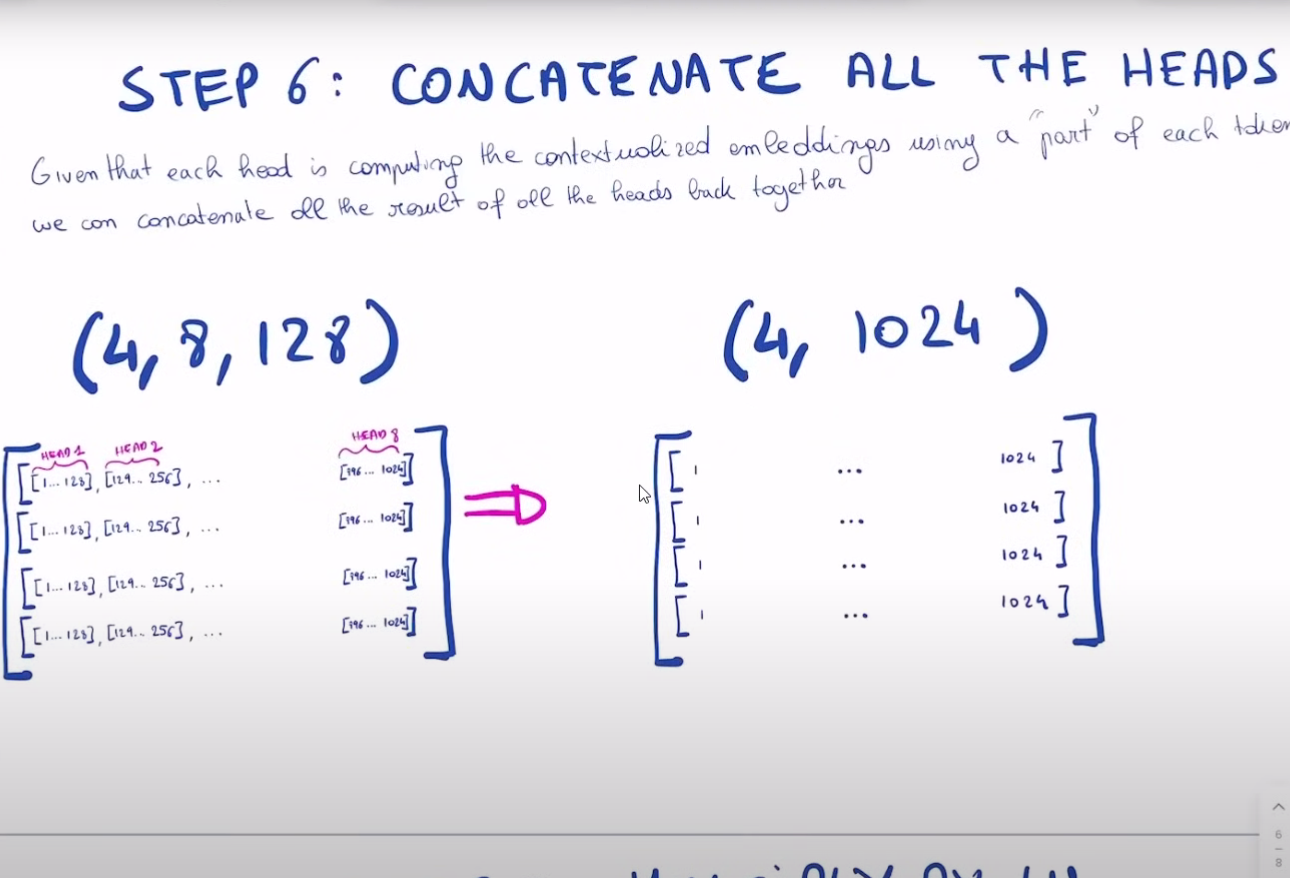 STEP 6: CONCATENATE ALL THE HEADS
Given that each head is computing the contextualized embeddings using a "part" of each token
we can concatenate all the result of all the heads back together
(4, 8, 128)
(4, 1024)
HEAD 1 HEAD 2 HEAD 8
[[1... 128], [129.. 256], ... [896... 1024]]
[[1... 128], [129.. 256], ... [896... 1024]]
[[1... 128], [129.. 256], ... [896... 1024]]
[[1... 128], [129.. 256], ... [896... 1024]]
[1 ... 1024]
[1 ... 1024]
[1 ... 1024]
[1 ... 1024]
6
8